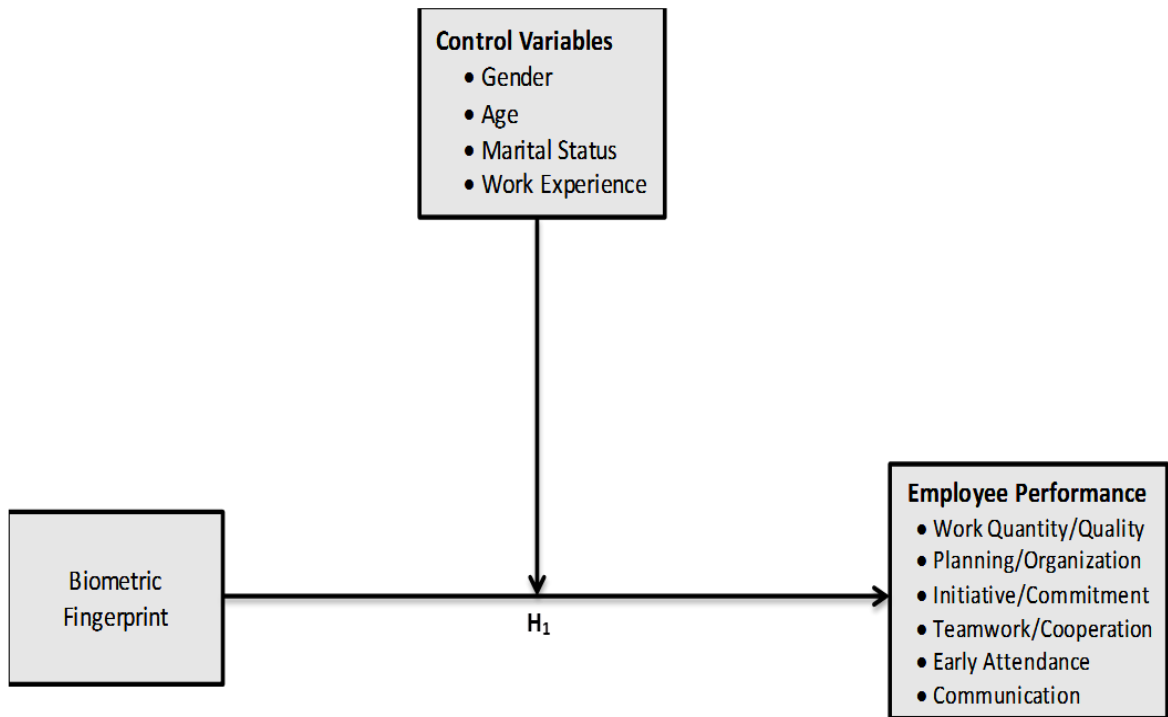 Control Variables
• Gender
• Age
• Marital Status
• Work Experience
Biometric
Fingerprint
H₁
Employee Performance
• Work Quantity/Quality
• Planning/Organization
• Initiative/Commitment
• Teamwork/Cooperation
• Early Attendance
• Communication